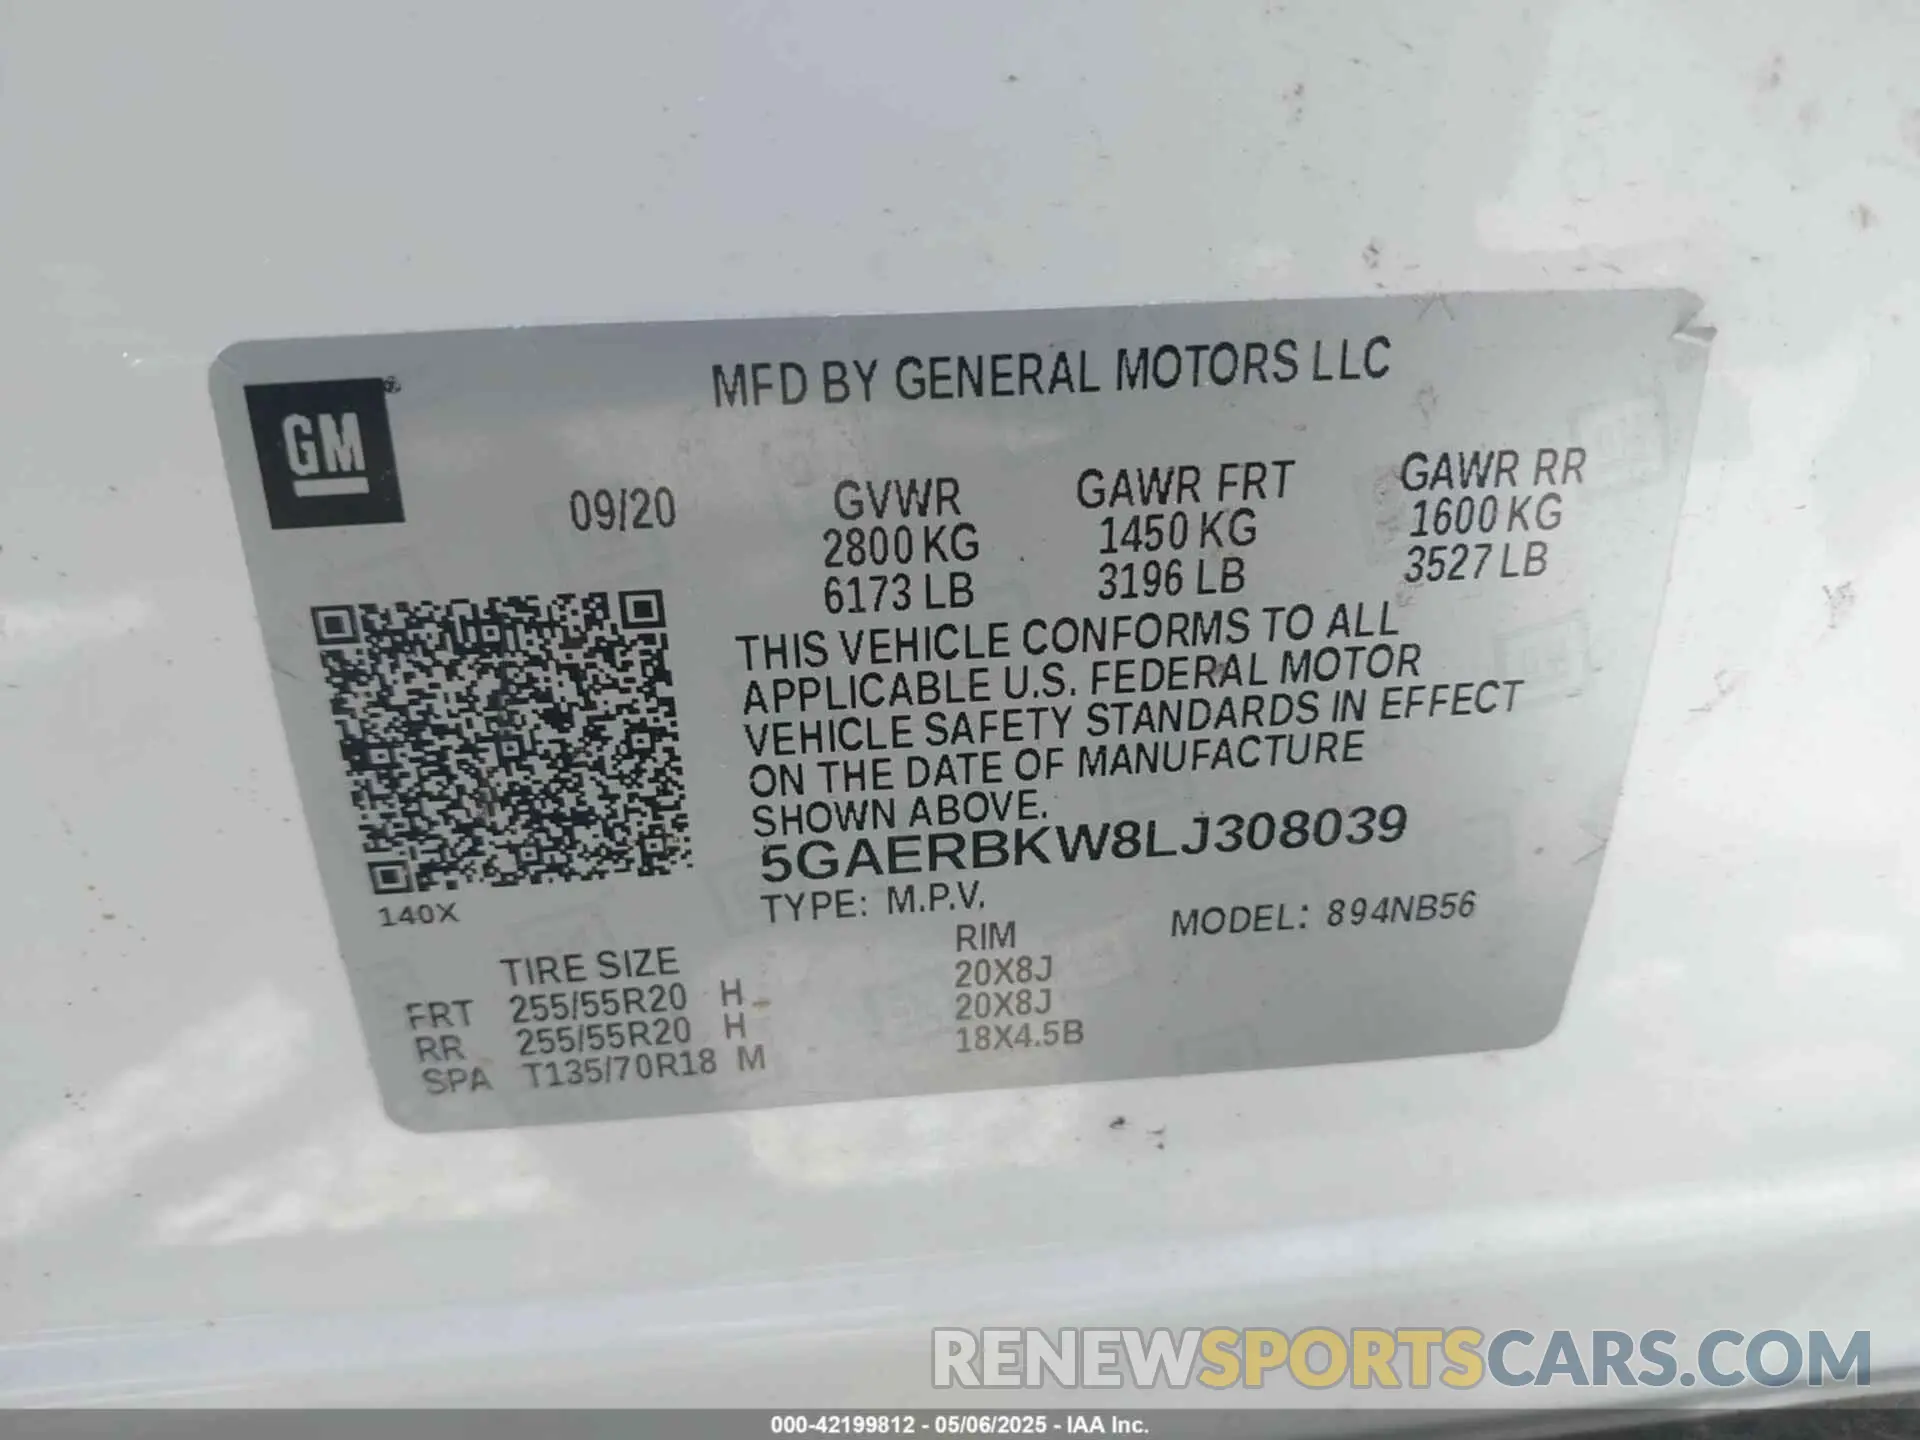 MFD BY GENERAL MOTORS LLC
GM®
09/20
GVWR GAWR FRT GAWR RR
2800 KG 1450 KG 1600 KG
6173 LB 3196 LB 3527 LB
THIS VEHICLE CONFORMS TO ALL
APPLICABLE U.S. FEDERAL MOTOR
VEHICLE SAFETY STANDARDS IN EFFECT
ON THE DATE OF MANUFACTURE
SHOWN ABOVE.
5GAERBKW8LJ308039
TYPE: M.P.V. MODEL: 894NB56
140X
TIRE SIZE RIM
FRT 255/55R20 H 20X8J
RR 255/55R20 H 20X8J
SPA T135/70R18 M 18X4.5B
RENEWSPORTSCARS.COM
000-42199812 - 05/06/2025 - IAA Inc.